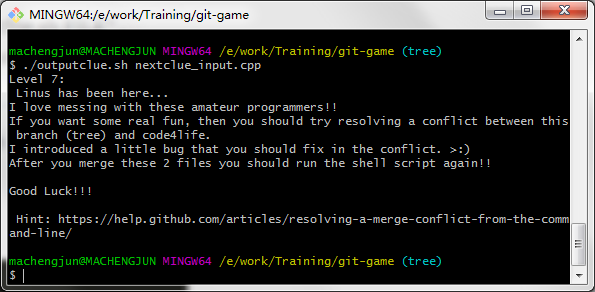 MINGW64:/e/work/Training/git-game
machengjun@MACHENGJUN MINGW64 /e/work/Training/git-game (tree)
$ ./outputclue.sh nextclue_input.cpp
Level 7:
 Linus has been here...
I love messing with these amateur programmers!!
If you want some real fun, then you should try resolving a conflict between this
 branch (tree) and code4life.
I introduced a little bug that you should fix in the conflict. >:)
After you merge these 2 files you should run the shell script again!!
Good Luck!!!
 Hint: https://help.github.com/articles/resolving-a-merge-conflict-from-the-comm
and-line/
machengjun@MACHENGJUN MINGW64 /e/work/Training/git-game (tree)
$